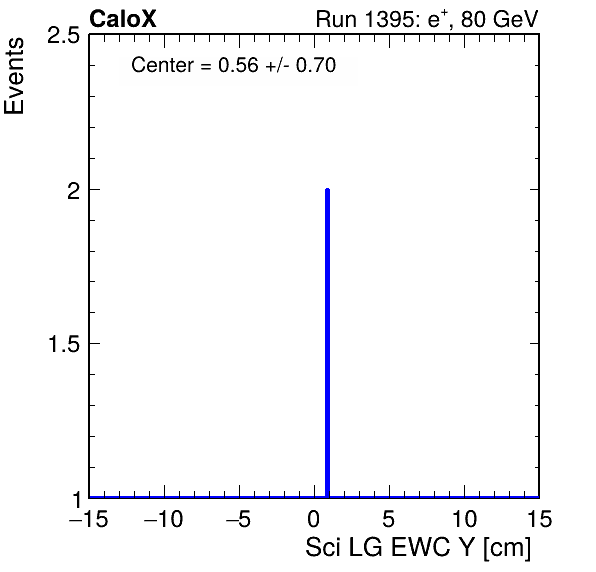 CaloX Run 1395: e⁺, 80 GeV
Center = 0.56 +/- 0.70
Events
2.5
2
1.5
1
−15 −10 −5 0 5 10 15
Sci LG EWC Y [cm]